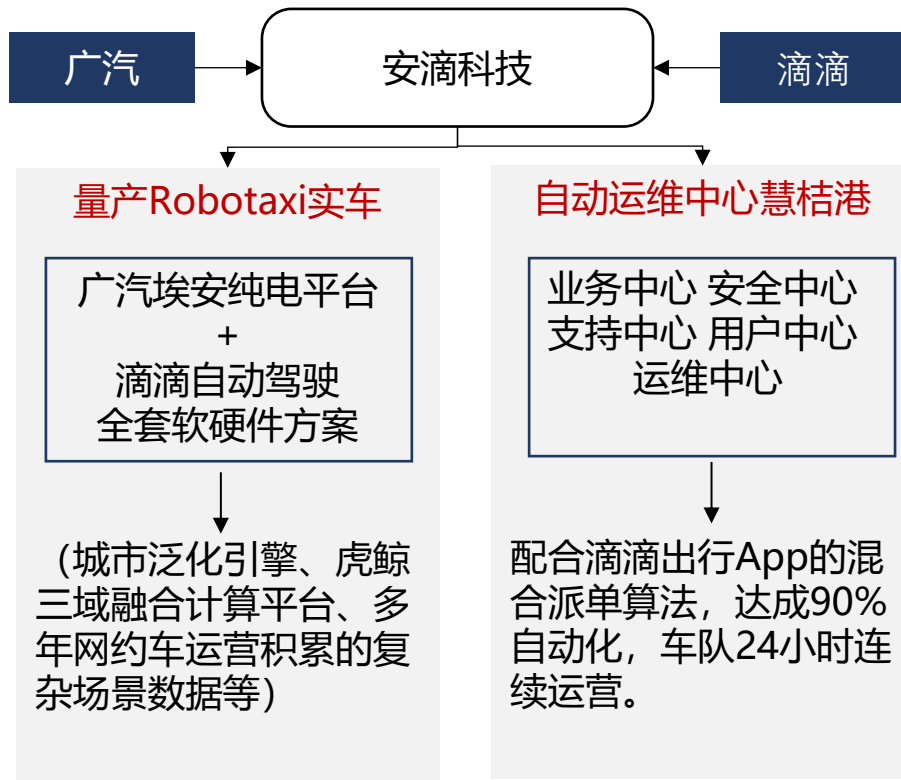 广汽
安滴科技
滴滴
量产Robotaxi实车
广汽埃安纯电平台
+
滴滴自动驾驶
全套软硬件方案
（城市泛化引擎、虎鲸
三域融合计算平台、多
年网约车运营积累的复
杂场景数据等）
自动运维中心慧桔港
业务中心 安全中心
支持中心 用户中心
运维中心
配合滴滴出行App的混
合派单算法，达成90%
自动化，车队24小时连
续运营。